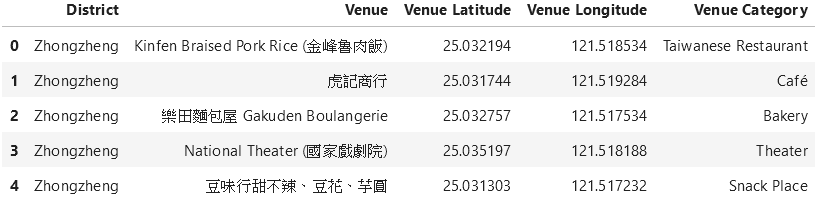 District Venue Venue Latitude Venue Longitude Venue Category
0 Zhongzheng Kinfen Braised Pork Rice (金峰魯肉飯) 25.032194 121.518534 Taiwanese Restaurant
1 Zhongzheng 虎記商行 25.031744 121.519284 Café
2 Zhongzheng 樂田麵包屋 Gakuden Boulangerie 25.032757 121.517534 Bakery
3 Zhongzheng National Theater (國家戲劇院) 25.035197 121.518188 Theater
4 Zhongzheng 豆味行甜不辣、豆花、芋圓 25.031303 121.517232 Snack Place